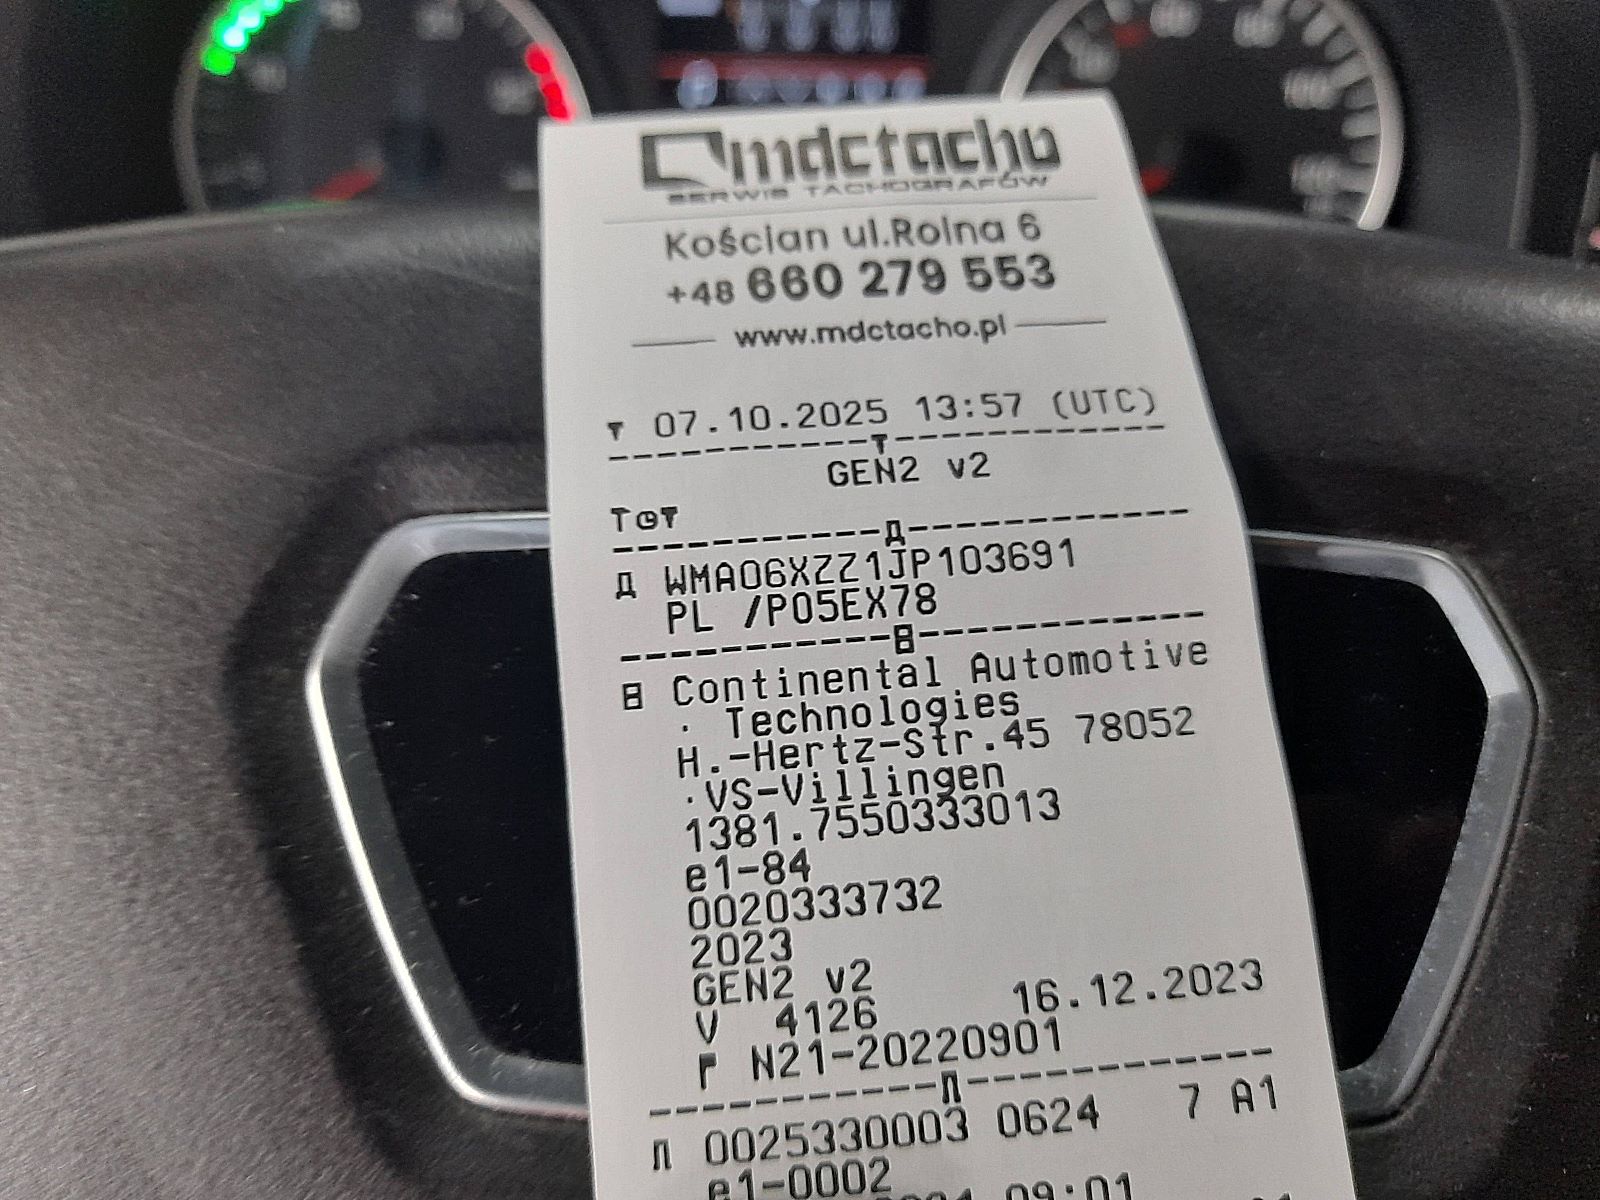 mdctacho
SERWIS TACHOGRAFÓW
Kościan ul.Rolna 6
+48 660 279 553
www.mdctacho.pl
07.10.2025 13:57 (UTC)
GEN2 v2
WMA06XZZ1JP103691
PL /PO5EX78
Continental Automotive
. Technologies
H.-Hertz-Str.45 78052
.VS-Villingen
1381.7550333013
e1-84
0020333732
2023
GEN2 v2
V 4126 16.12.2023
N21-20220901
0025330003 0624 7 A1
e1-0002
09:01